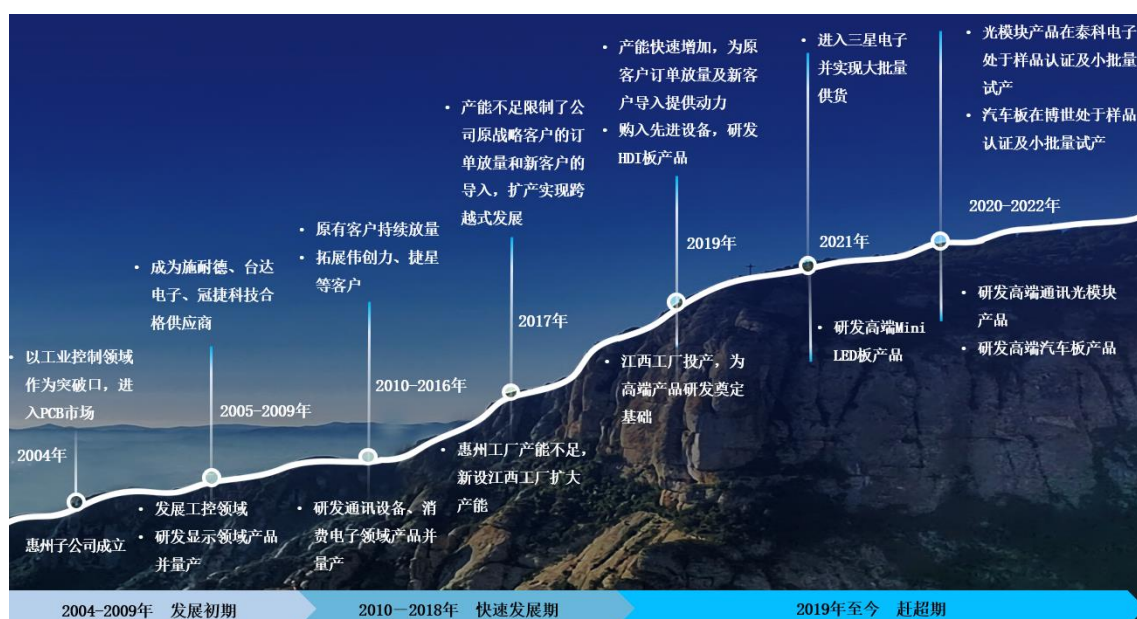 • 以工业控制领域
作为突破口，进
入PCB市场
2004年
惠州子公司成立
• 成为施耐德、台达
电子、冠捷科技合
格供应商
2005-2009年
• 发展工控领域
• 研发显示领域产品
并量产
• 原有客户持续放量
• 拓展伟创力、捷星
等客户
2010-2016年
• 研发通讯设备、消
费电子领域产品并
量产
• 产能不足限制了公
司原战略客户的订
单放量和新客户的
导入，扩产实现跨
越式发展
2017年
• 惠州工厂产能不足，
新设江西工厂扩大
产能
• 产能快速增加，为原
客户订单放量及新客
户导入提供动力
• 购入先进设备，研发
HDI板产品
2019年
• 江西工厂投产，为
高端产品研发奠定
基础
• 进入三星电子
并实现大批量
供货
2021年
• 研发高端Mini
LED板产品
• 光模块产品在泰科电子
处于样品认证及小批量
试产
• 汽车板在博世处于样品
认证及小批量试产
2020-2022年
• 研发高端通讯光模块
产品
• 研发高端汽车板产品
2004-2009年 发展初期
2010—2018年 快速发展期
2019年至今 赶超期